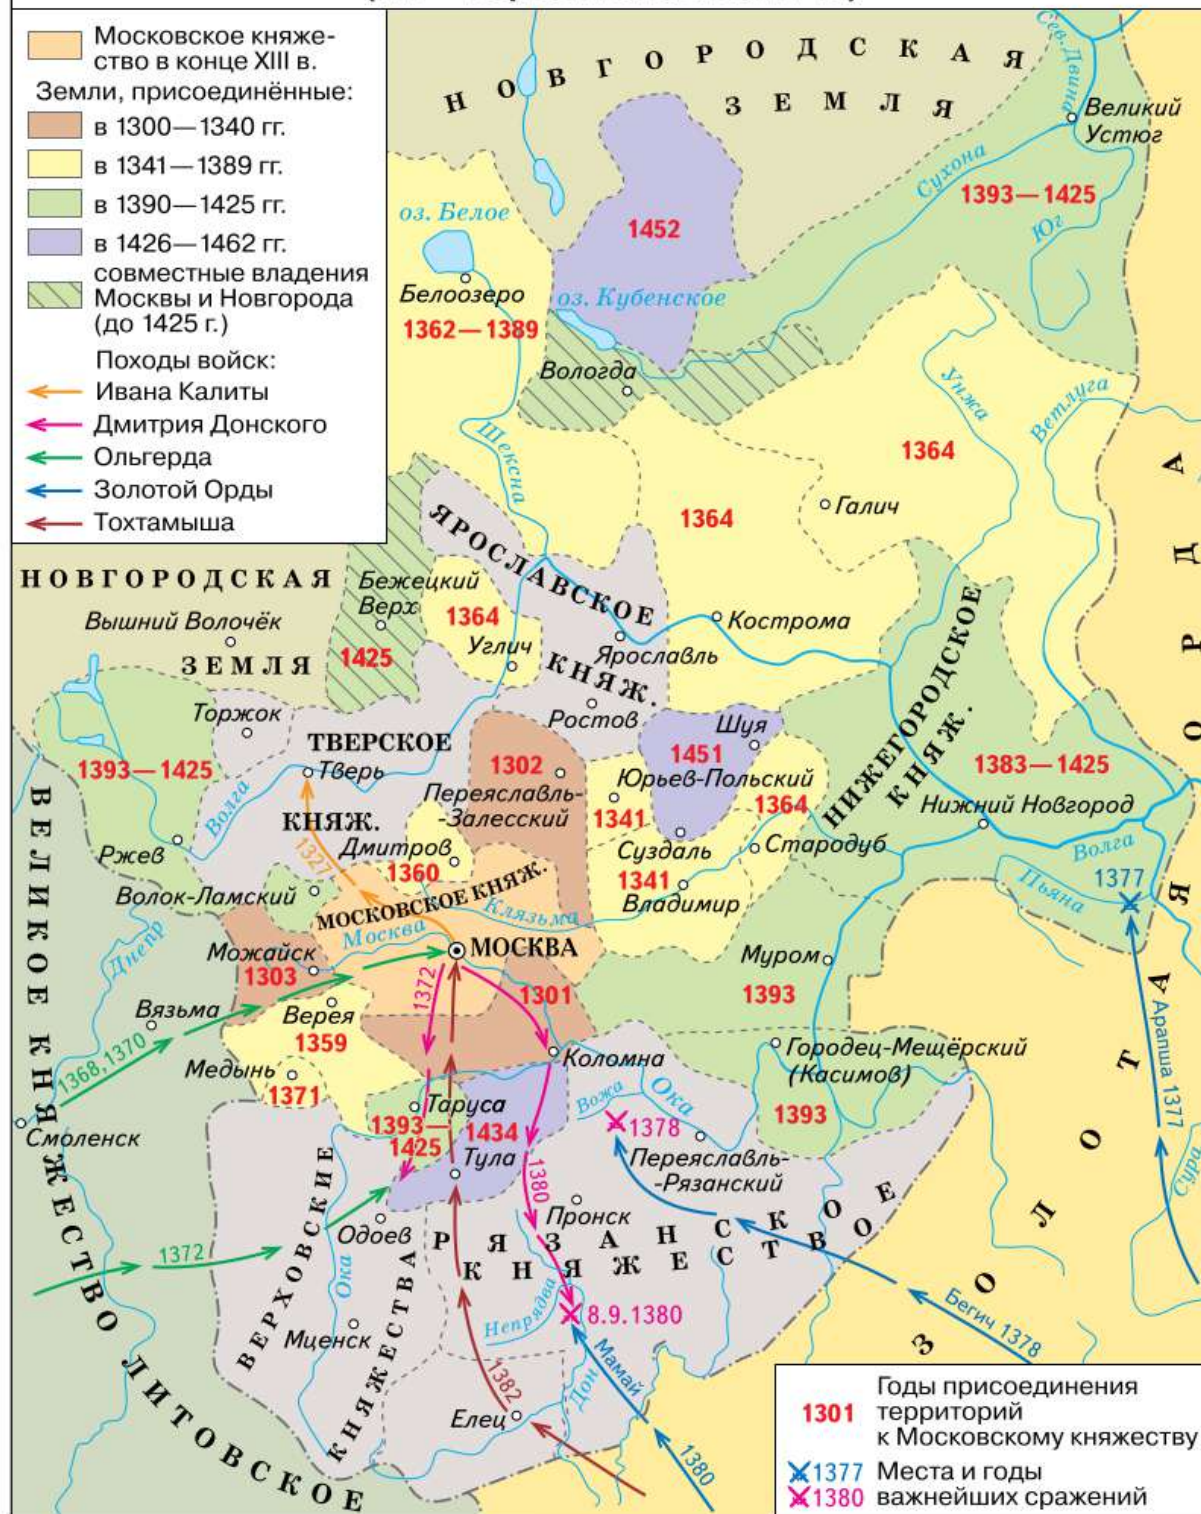 Московское княже-
ство в конце XIII в.
Земли, присоединённые:
в 1300—1340 гг.
в 1341—1389 гг.
в 1390—1425 гг.
в 1426—1462 гг.
совместные владения
Москвы и Новгорода
(до 1425 г.)
Походы войск:
Ивана Калиты
Дмитрия Донского
Ольгерда
Золотой Орды
Тохтамыша
НОВГОРОДСКАЯ
ЗЕМЛЯ
Сев. Двина
Великий
Устюг
Сухона
1393—1425
Юг
1452
оз. Белое
Белоозеро
1362—1389
оз. Кубенское
Вологда
Унжа
Ветлуга
Шексна
1364
Галич
1364
ЯРОСЛАВСКОЕ
КНЯЖ.
НОВГОРОДСКАЯ
ЗЕМЛЯ
Вышний Волочёк
Бежецкий
Верх
1425
1364
Углич
Кострома
Ярославль
Ростов
НИЖЕГОРОДСКОЕ
КНЯЖ.
Торжок
1393—1425
ТВЕРСКОЕ
КНЯЖ.
Тверь
Волга
Ржев
1302
Переяславль-
-Залесский
Шуя
1451
Юрьев-Польский
1341
1364
1383—1425
Нижний Новгород
Волга
Пьяна
1377
Дмитров
1360
Суздаль
Стародуб
1341
Владимир
Клязьма
Волок-Ламский
1327
МОСКОВСКОЕ КНЯЖ.
Москва
МОСКВА
Можайск
1303
Днепр
Вязьма
1368, 1370
Верея
1359
Медынь
1371
1372
1301
Коломна
Муром
1393
Городец-Мещёрский
(Касимов)
1393
Арапша 1377
Сура
ЗОЛОТАЯ ОРДА
ВЕЛИКОЕ КНЯЖЕСТВО ЛИТОВСКОЕ
Смоленск
Таруса
1393—
1425
1434
Тула
Вожа
Ока
1378
Переяславль-
-Рязанский
1380
Пронск
РЯЗАНСКОЕ
КНЯЖЕСТВО
Одоев
1372
ВЕРХОВСКИЕ
КНЯЖЕСТВА
Ока
Мценск
Непрядва
8.9.1380
Бегич 1378
Мамай
1380
Дон
1382
Елец
1301
Годы присоединения
территорий
к Московскому княжеству
1377
1380
Места и годы
важнейших сражений